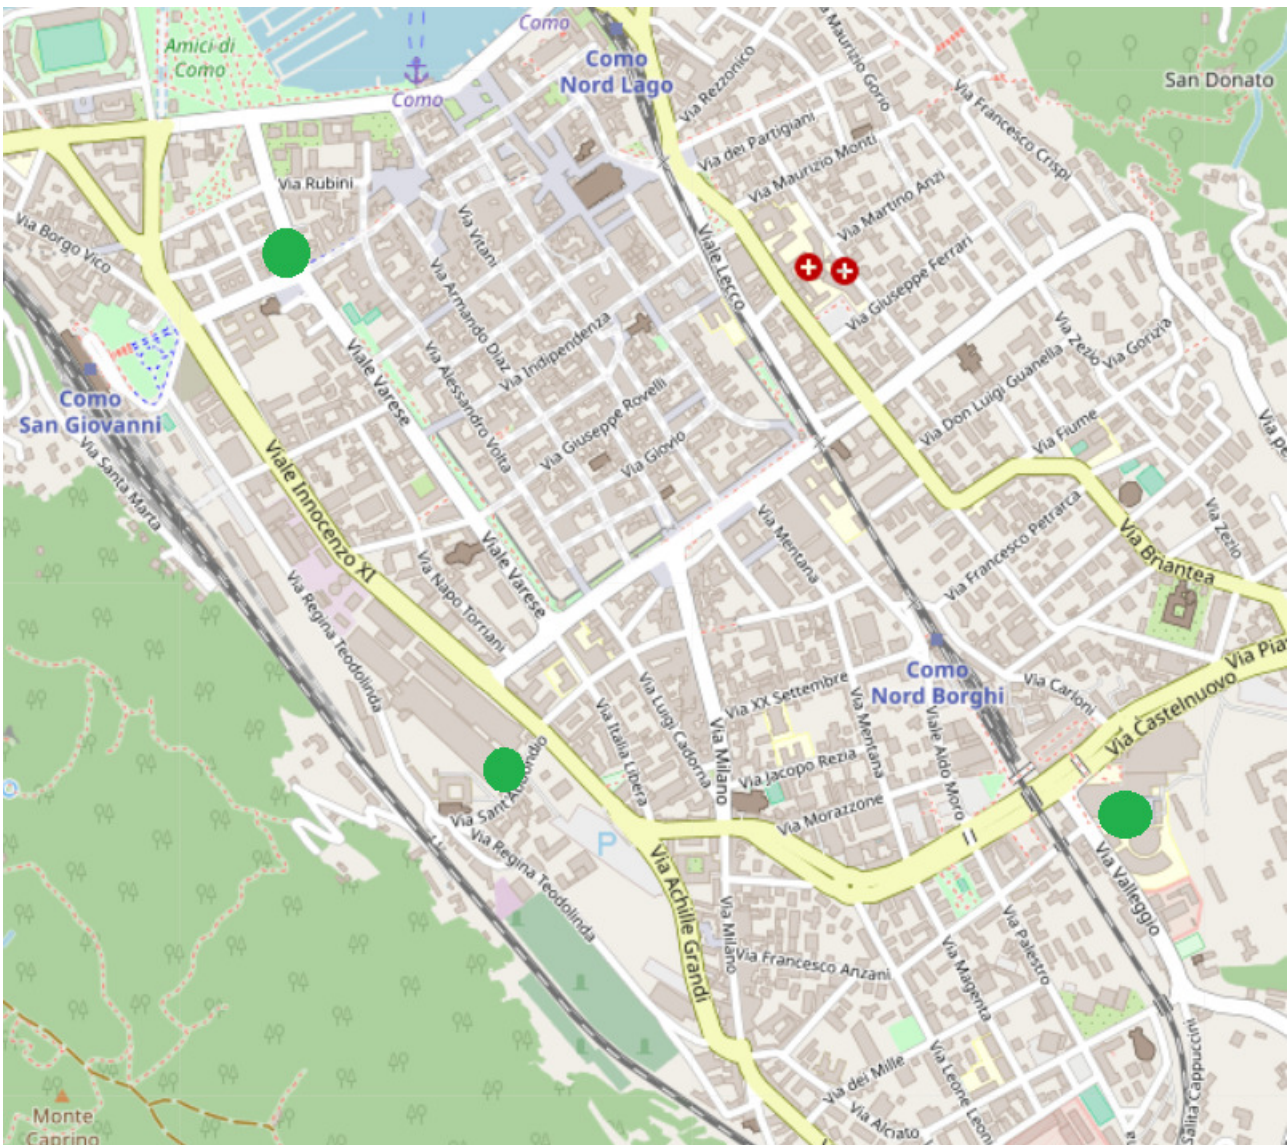 Como
Amici di
Como
Como
Nord Lago
Como
San Donato
Via Rezzonico
Via Maurizio Gorio
Via Francesco Crispi
Via dei Partigiani
Via Maurizio Monti
Via Martino Anzi
Via Giuseppe Ferrari
Via Rubini
Via Borgo Vico
Via Vitani
Via Armando Diaz
Viale Lecco
Via Indipendenza
Via Alessandro Volta
Via Giuseppe Rovelli
Via Giovio
Viale Varese
Como
San Giovanni
Via Santa Marta
Viale Innocenzo XI
Via Zezio
Via Gorizia
Via Don Luigi Guanella
Via Fiume
Via Francesco Petrarca
Via Zezio
Via Briantea
Via Mentana
Viale Varese
Via Napo Torriani
Via Regina Teodolinda
Como
Nord Borghi
Via Carloni
Via Castelnuovo
Via XX Settembre
Via Luigi Cadorna
Via Italia Libera
Via Milano
Via Mentana
Viale Aldo Moro
Via Jacopo Rezia
Via Morazzone
Via Sant'Abbondio
Via Regina Teodolinda
P
Via Achille Grandi
Via Milano
Via Francesco Anzani
Via Valleggio
Via Palestro
Via Magenta
Via dei Mille
Via Leone Leoni
Via Alciato
Monte
Caprino